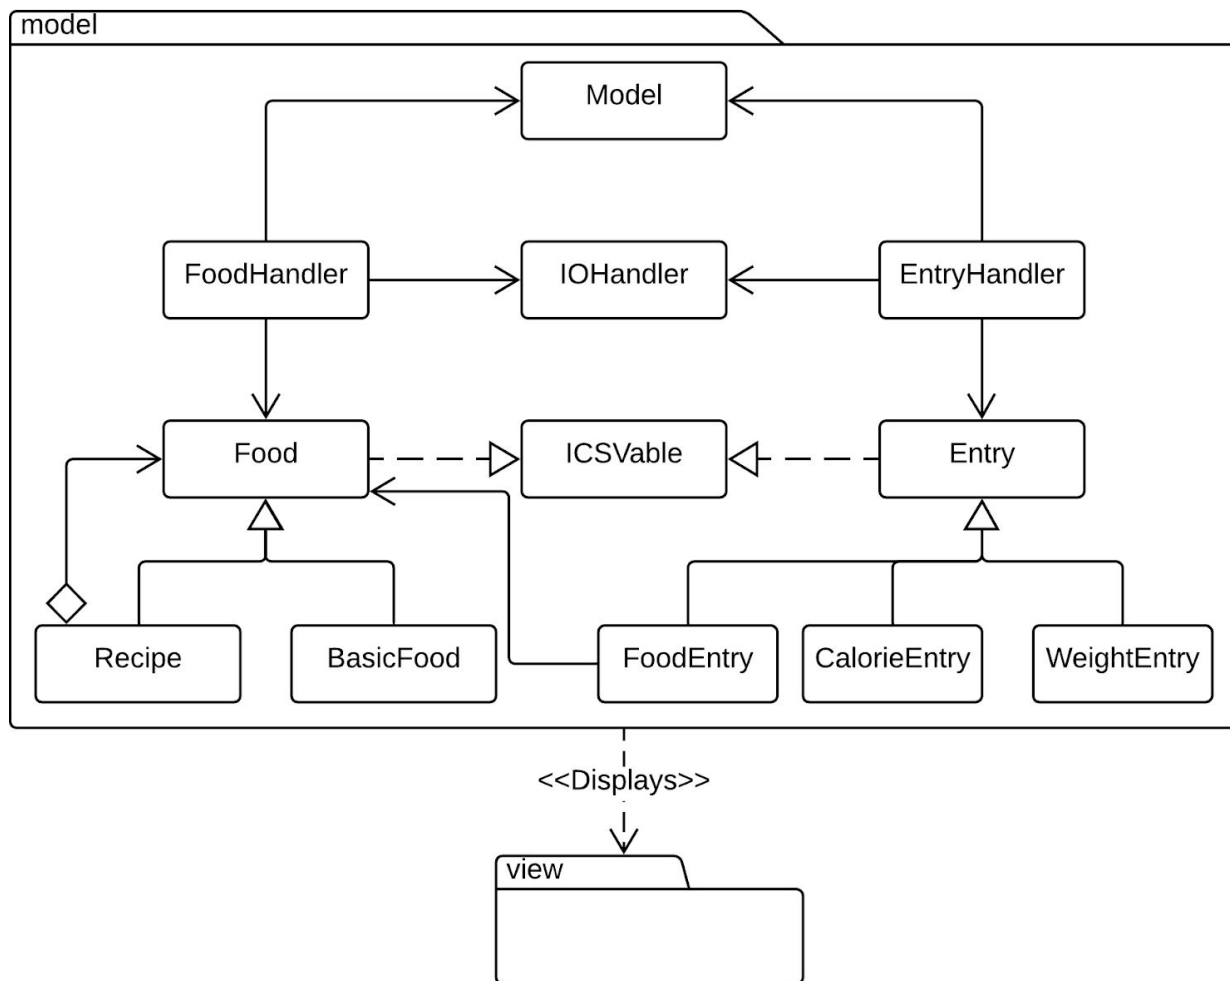 model
Model
FoodHandler
IOHandler
EntryHandler
Food
ICSVable
Entry
Recipe
BasicFood
FoodEntry
CalorieEntry
WeightEntry
<<Displays>>
view